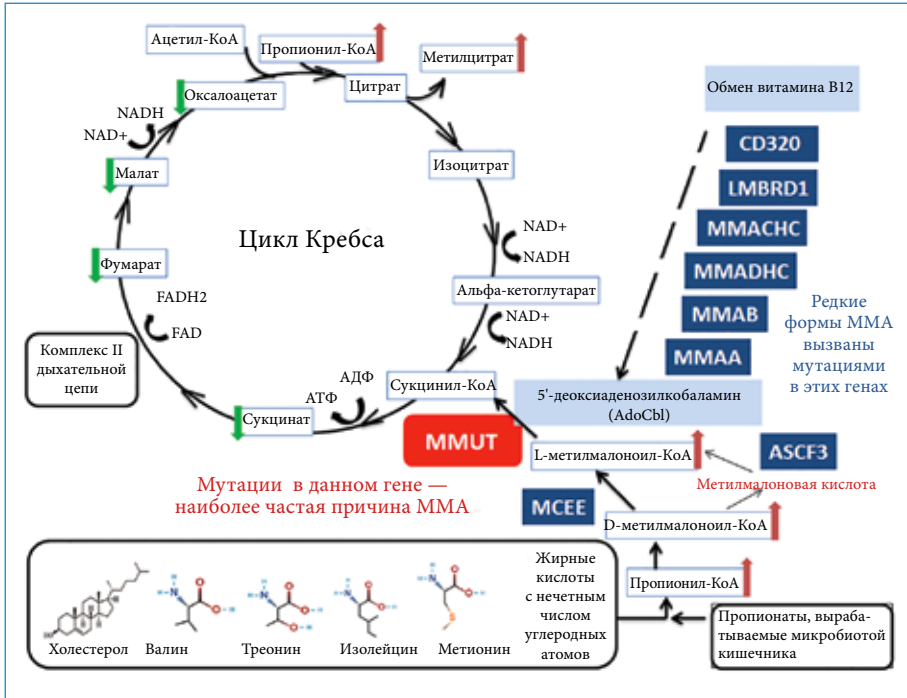 Ацетил-КоА
Пропионил-КоА
Метилцитрат
Оксалоацетат
Цитрат
NADH
NAD+
Изоцитрат
Малат
Цикл Кребса
NAD+
NADH
Фумарат
Альфа-кетоглутарат
FADH2
FAD
NAD+
NADH
Комплекс II
дыхательной
цепи
АДФ
АТФ
Сукцинил-КоА
Сукцинат
Обмен витамина B12
CD320
LMBRD1
MMACHC
MMADHC
MMAB
MMAA
Редкие
формы ММА
вызваны
мутациями
в этих генах
5'-деоксиаденозилкобаламин
(AdoCbl)
MMUT
L-метилмалоноил-КоА
ASCF3
Мутации в данном гене —
наиболее частая причина ММА
Метилмалоновая кислота
MCEE
D-метилмалоноил-КоА
Пропионил-КоА
Жирные
кислоты
с нечетным
числом
углеродных
атомов
Холестерол
Валин
Треонин
Изолейцин
Метионин
Пропионаты, выраба-
тываемые микробиотой
кишечника